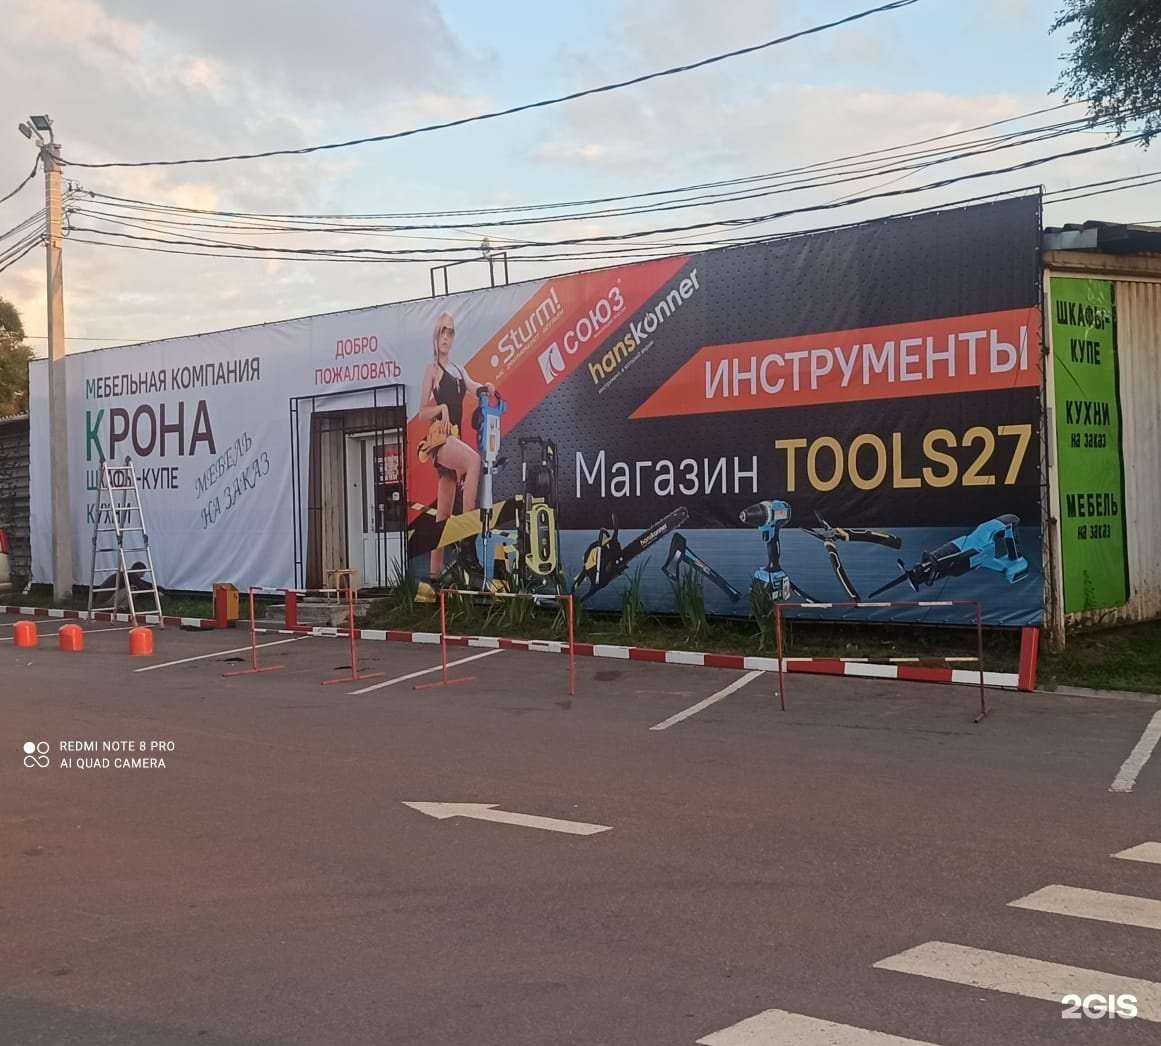 МЕБЕЛЬНАЯ КОМПАНИЯ
КРОНА
ШКАФЫ-КУПЕ
КУХНИ
МЕБЕЛЬ
НА ЗАКАЗ
ДОБРО
ПОЖАЛОВАТЬ
Sturm!
СОЮЗ
hanskonner
ИНСТРУМЕНТЫ
Магазин TOOLS27
hanskonner
ШКАФЫ-
КУПЕ
КУХНИ
на заказ
МЕБЕЛЬ
на заказ
REDMI NOTE 8 PRO
AI QUAD CAMERA
2GIS